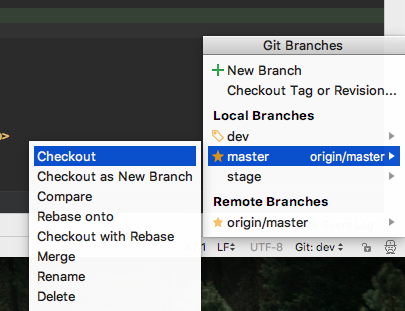 Git Branches
New Branch
Checkout Tag or Revision...
Local Branches
dev
master origin/master
stage
Remote Branches
origin/master
Checkout
Checkout as New Branch
Compare
Rebase onto
Checkout with Rebase
Merge
Rename
Delete
LF UTF-8 Git: dev